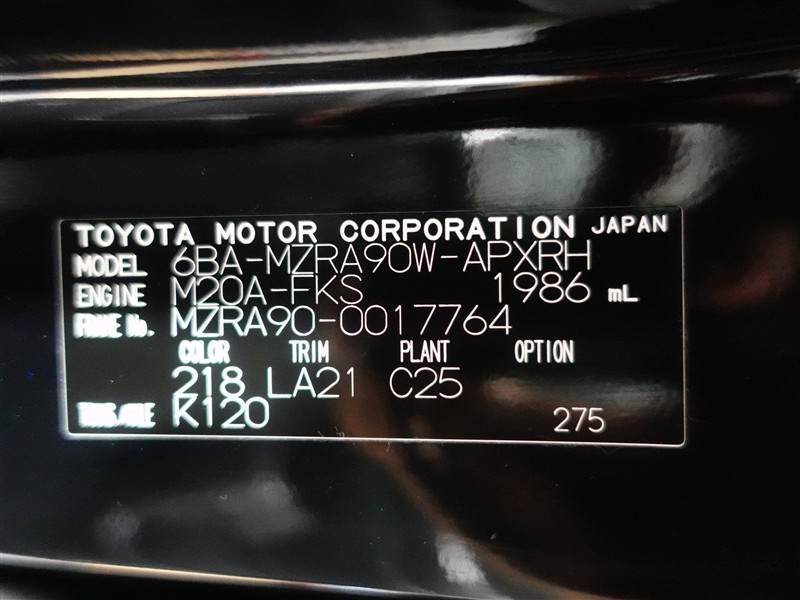 TOYOTA MOTOR CORPORATION JAPAN
MODEL 6BA-MZRA90W-APXRH
ENGINE M20A-FKS 1986 mL
FRAME No. MZRA90-0017764
COLOR TRIM PLANT OPTION
218 LA21 C25
TRANS/AXLE K120 275